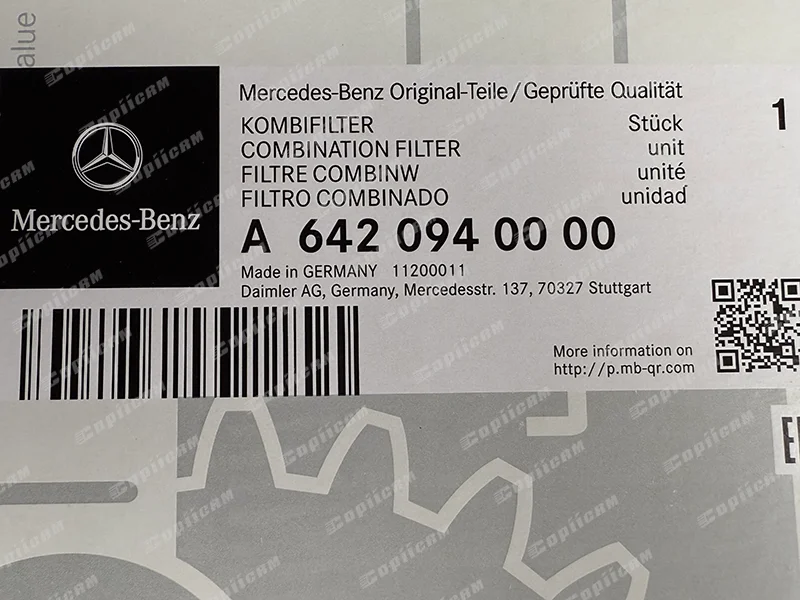 alue
Mercedes-Benz
Mercedes-Benz Original-Teile/Geprüfte Qualität
KOMBIFILTER Stück 1
COMBINATION FILTER unit
FILTRE COMBINW unité
FILTRO COMBINADO unidad
A 642 094 00 00
Made in GERMANY 11200011
Daimler AG, Germany, Mercedesstr. 137, 70327 Stuttgart
More information on
http://p.mb-qr.com
CopiiCAM